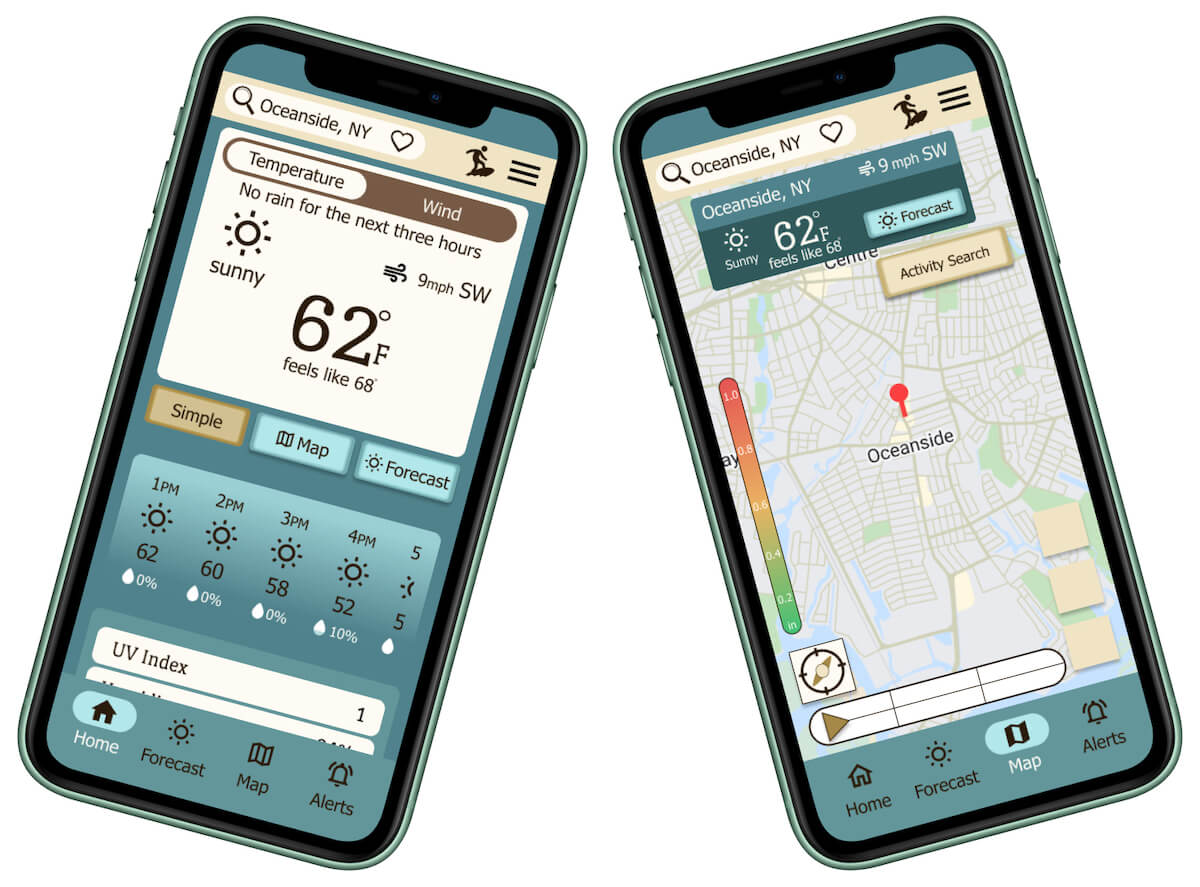 Oceanside, NY
Temperature
Wind
No rain for the next three hours
sunny
9mph SW
62°F
feels like 68°
Simple
Map
Forecast
1PM 2PM 3PM 4PM 5
62 60 58 52 5
0% 0% 0% 10%
UV Index
1
Home
Forecast
Map
Alerts
Oceanside, NY
Oceanside, NY
9 mph SW
Sunny
62°F
feels like 68°
Forecast
Centre
Activity Search
1.0
0.8
0.6
0.4
0.2
in
ay
Oceanside
Home
Forecast
Map
Alerts